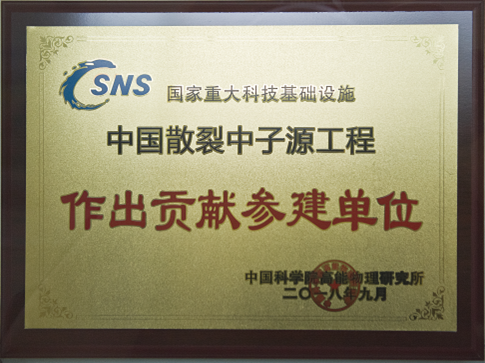 CSNS
国家重大科技基础设施
中国散裂中子源工程
作出贡献参建单位
中国科学院高能物理研究所
二〇一八年九月